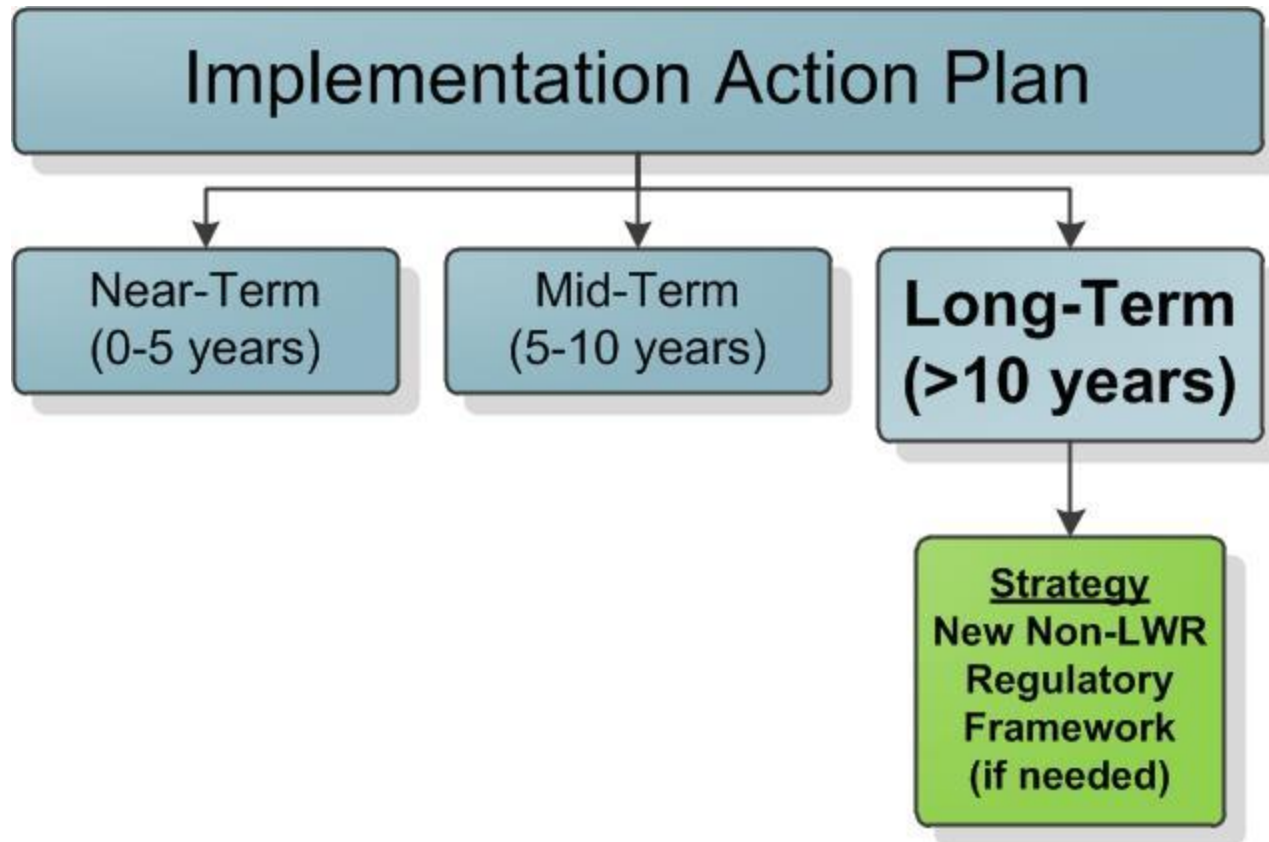 Implementation Action Plan
Near-Term
(0-5 years)
Mid-Term
(5-10 years)
Long-Term
(>10 years)
Strategy
New Non-LWR
Regulatory
Framework
(if needed)